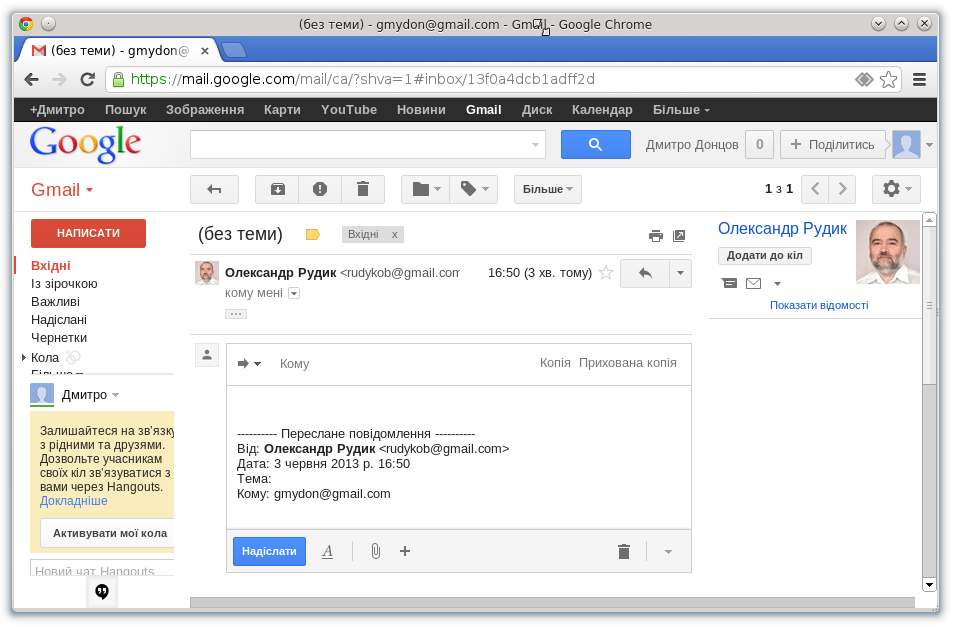 (без теми) - gmydon@gmail.com - Gmail - Google Chrome
(без теми) - gmydon@
https://mail.google.com/mail/ca/?shva=1#inbox/13f0a4dcb1adff2d
+Дмитро Пошук Зображення Карти YouTube Новини Gmail Диск Календар Більше
Google Дмитро Донцов 0 + Поділитись
Gmail Більше 1 з 1
НАПИСАТИ
Вхідні
Із зірочкою
Важливі
Надіслані
Чернетки
Кола
Більше
Дмитро
Залишайтеся на зв'язку
з рідними та друзями.
Дозвольте учасникам
своїх кіл зв'язуватися з
вами через Hangouts.
Докладніше
Активувати мої кола
Новий чат Hangouts
(без теми) Вхідні x
Олександр Рудик <rudykob@gmail.com 16:50 (3 хв. тому)
кому мені
Кому Копія Прихована копія
---------- Переслане повідомлення ----------
Від: Олександр Рудик <rudykob@gmail.com>
Дата: 3 червня 2013 р. 16:50
Тема:
Кому: gmydon@gmail.com
Надіслати A
Олександр Рудик
Додати до кіл
Показати відомості